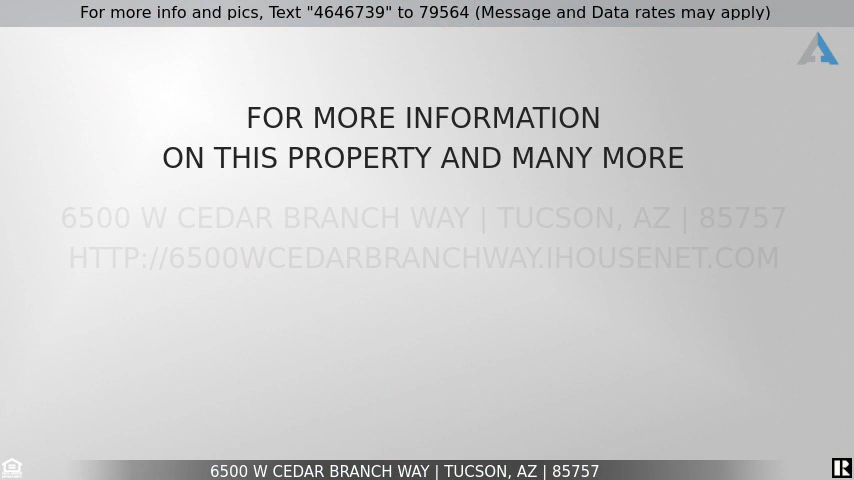 For more info and pics, Text "4646739" to 79564 (Message and Data rates may apply)
FOR MORE INFORMATION
ON THIS PROPERTY AND MANY MORE
6500 W CEDAR BRANCH WAY | TUCSON, AZ | 85757
HTTP://6500WCEDARBRANCHWAY.IHOUSENET.COM
6500 W CEDAR BRANCH WAY | TUCSON, AZ | 85757